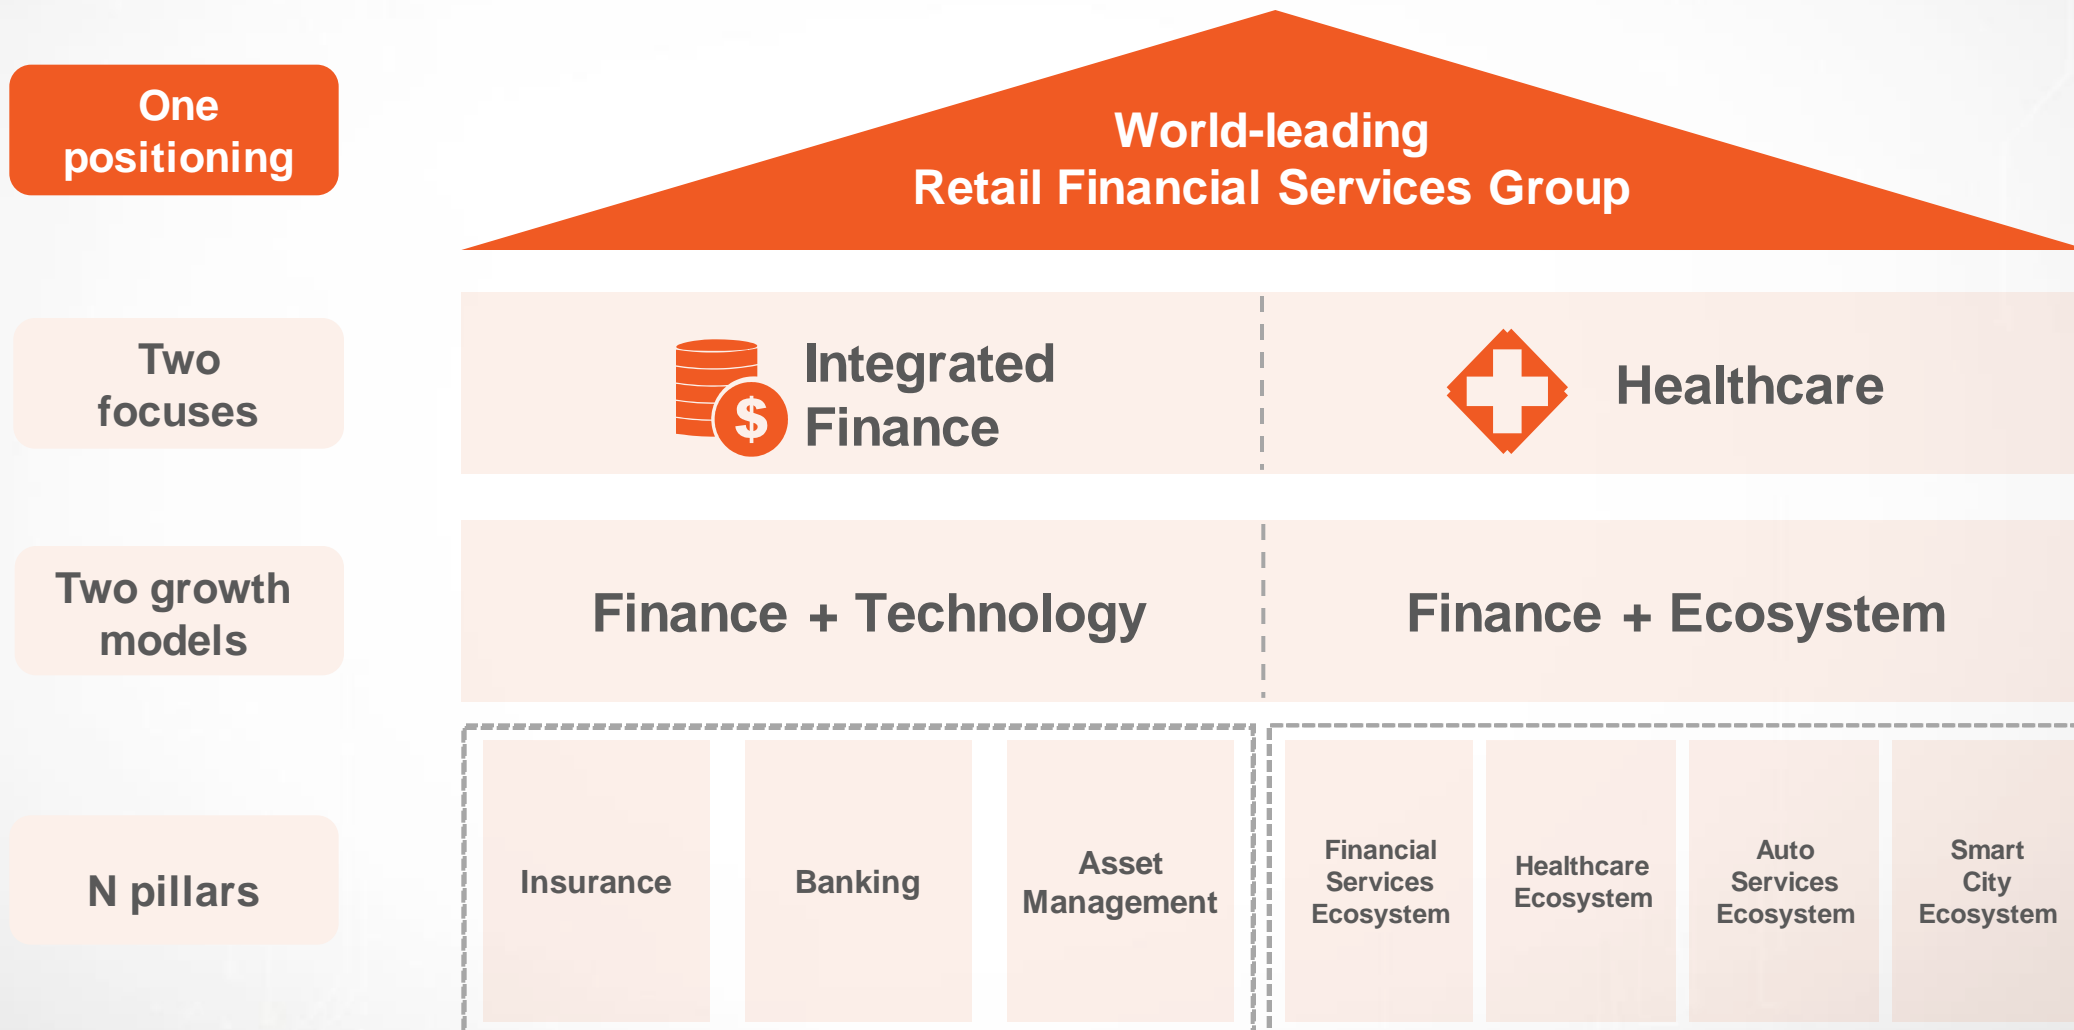 One
positioning
World-leading
Retail Financial Services Group
Two
focuses
$
Integrated
Finance
Healthcare
Two growth
models
Finance + Technology
Finance + Ecosystem
N pillars
Insurance
Banking
Asset
Management
Financial
Services
Ecosystem
Healthcare
Ecosystem
Auto
Services
Ecosystem
Smart
City
Ecosystem